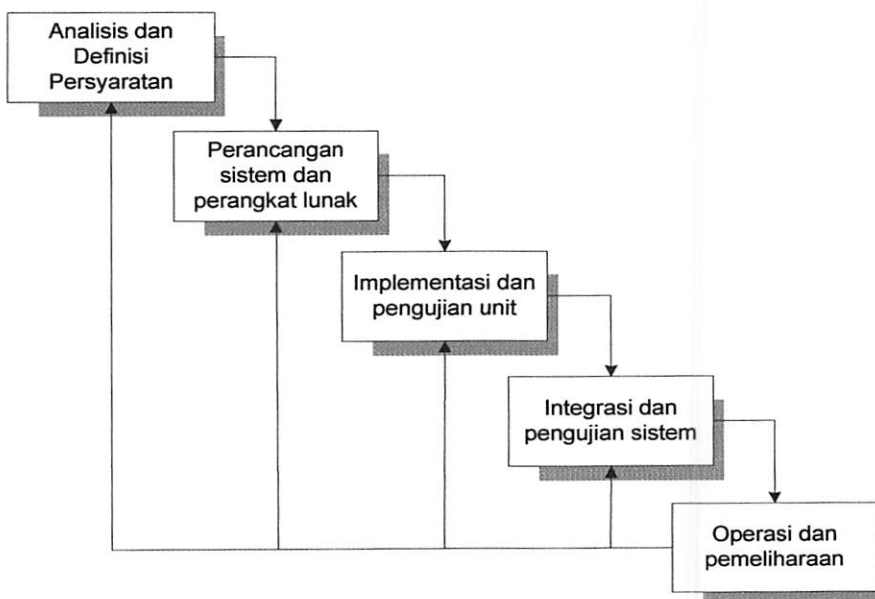 Analisis dan
Definisi
Persyaratan
Perancangan
sistem dan
perangkat lunak
Implementasi dan
pengujian unit
Integrasi dan
pengujian sistem
Operasi dan
pemeliharaan